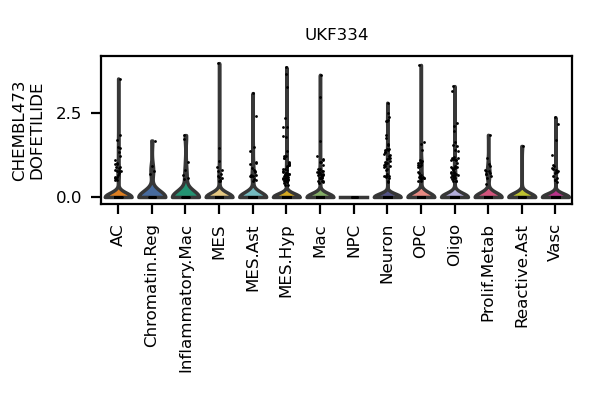 UKF334
CHEMBL473
DOFETILIDE
2.5
0.0
AC
Chromatin.Reg
Inflammatory.Mac
MES
MES.Ast
MES.Hyp
Mac
NPC
Neuron
OPC
Oligo
Prolif.Metab
Reactive.Ast
Vasc